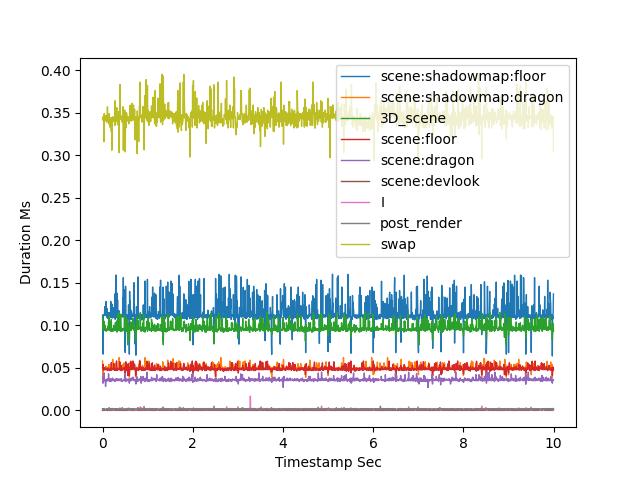 0.40
0.35
0.30
0.25
0.20
0.15
0.10
0.05
0.00
Duration Ms
scene:shadowmap:floor
scene:shadowmap:dragon
3D_scene
scene:floor
scene:dragon
scene:devlook
I
post_render
swap
0 2 4 6 8 10
Timestamp Sec